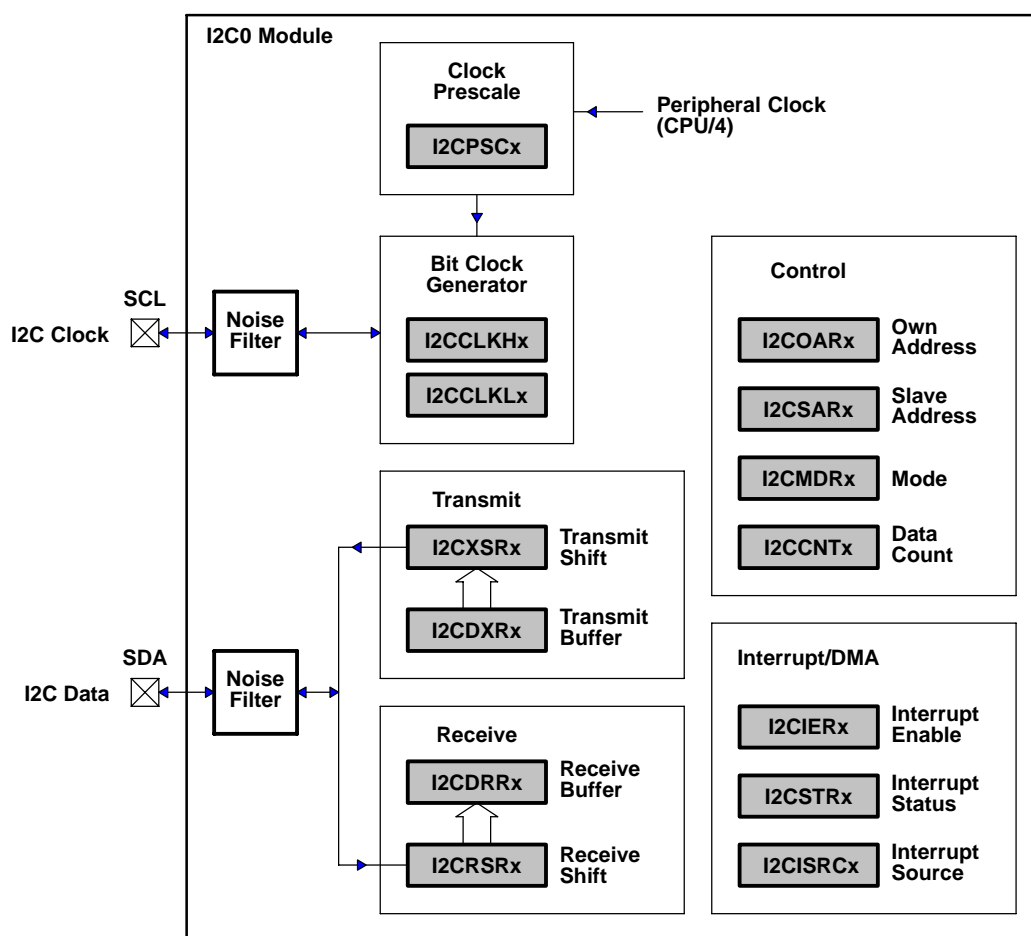 I2C0 Module
Clock
Prescale
I2CPSCx
Peripheral Clock
(CPU/4)
Bit Clock
Generator
I2CCLKHx
I2CCLKLx
SCL
I2C Clock
Noise
Filter
Control
I2COARx
Own
Address
I2CSARx
Slave
Address
I2CMDRx
Mode
I2CCNTx
Data
Count
Transmit
I2CXSRx
Transmit
Shift
I2CDXRx
Transmit
Buffer
SDA
I2C Data
Noise
Filter
Receive
I2CDRRx
Receive
Buffer
I2CRSRx
Receive
Shift
Interrupt/DMA
I2CIERx
Interrupt
Enable
I2CSTRx
Interrupt
Status
I2CISRCx
Interrupt
Source